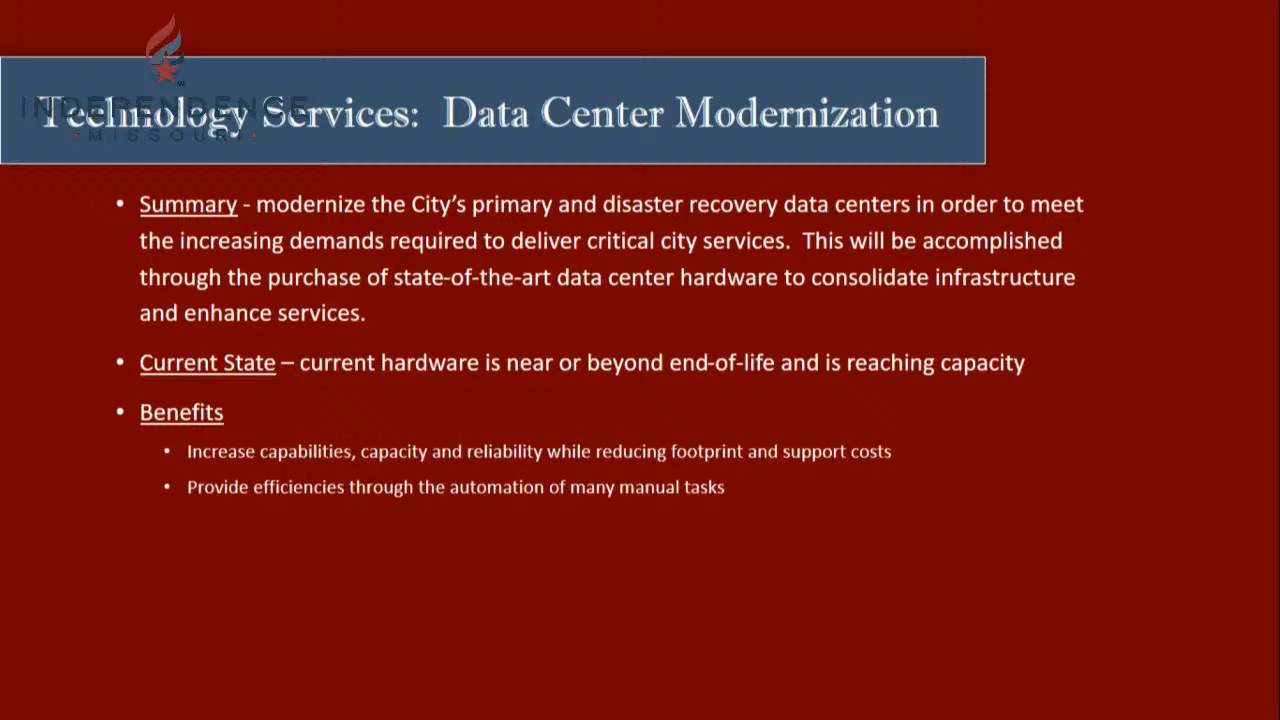 INDEPENDENCE
MISSOURI
Technology Services: Data Center Modernization
• Summary - modernize the City’s primary and disaster recovery data centers in order to meet
the increasing demands required to deliver critical city services. This will be accomplished
through the purchase of state-of-the-art data center hardware to consolidate infrastructure
and enhance services.
• Current State – current hardware is near or beyond end-of-life and is reaching capacity
• Benefits
• Increase capabilities, capacity and reliability while reducing footprint and support costs
• Provide efficiencies through the automation of many manual tasks